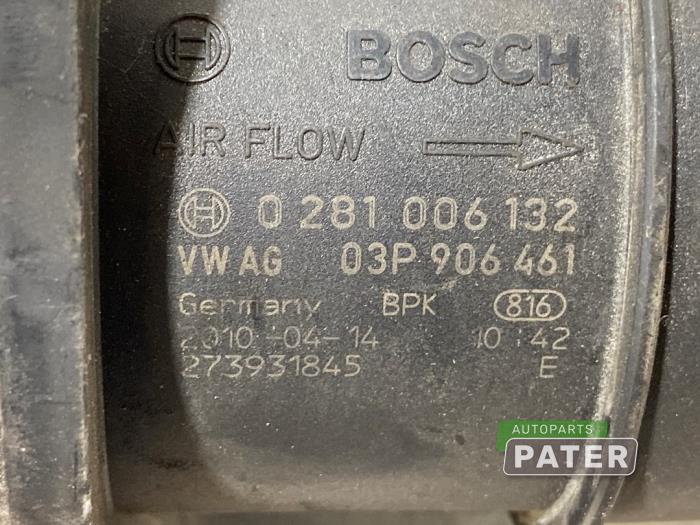 BOSCH
AIR FLOW
0 281 006 132
VW AG 03P 906 461
Germany BPK 816
2010-04-14 10:42
273931845 E
AUTOPARTS
PATER